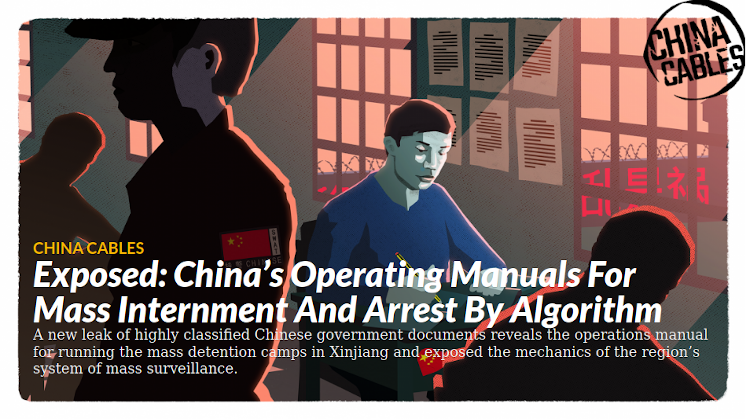 CHINA
CABLES
CHINA CABLES
Exposed: China's Operating Manuals For
Mass Internment And Arrest By Algorithm
A new leak of highly classified Chinese government documents reveals the operations manual
for running the mass detention camps in Xinjiang and exposed the mechanics of the region's
system of mass surveillance.